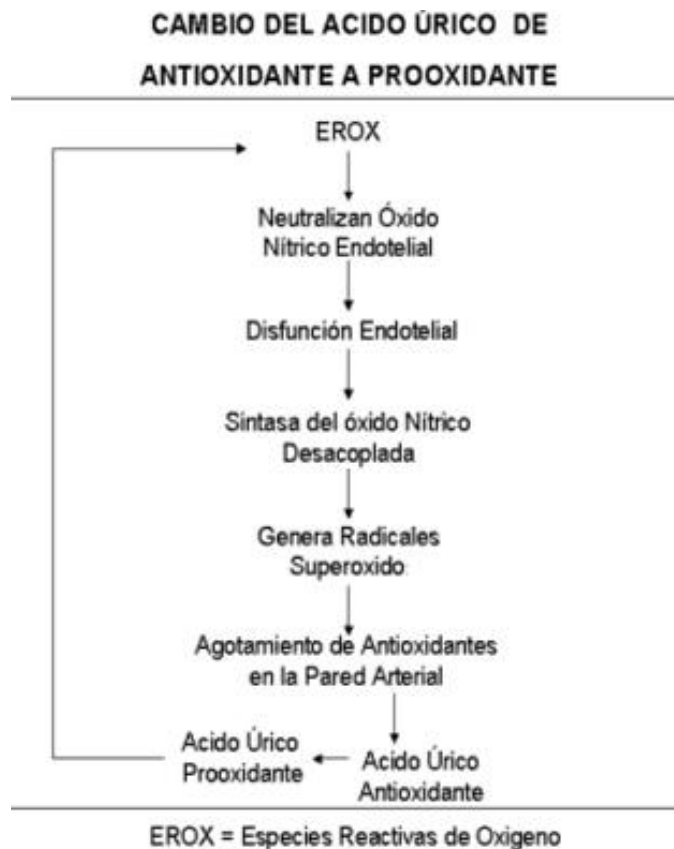 CAMBIO DEL ACIDO ÚRICO DE
ANTIOXIDANTE A PROOXIDANTE
EROX
Neutralizan Óxido
Nítrico Endotelial
Disfunción Endotelial
Sintasa del óxido Nítrico
Desacoplada
Genera Radicales
Superoxido
Agotamiento de Antioxidantes
en la Pared Arterial
Acido Úrico
Prooxidante
Acido Úrico
Antioxidante
EROX = Especies Reactivas de Oxigeno